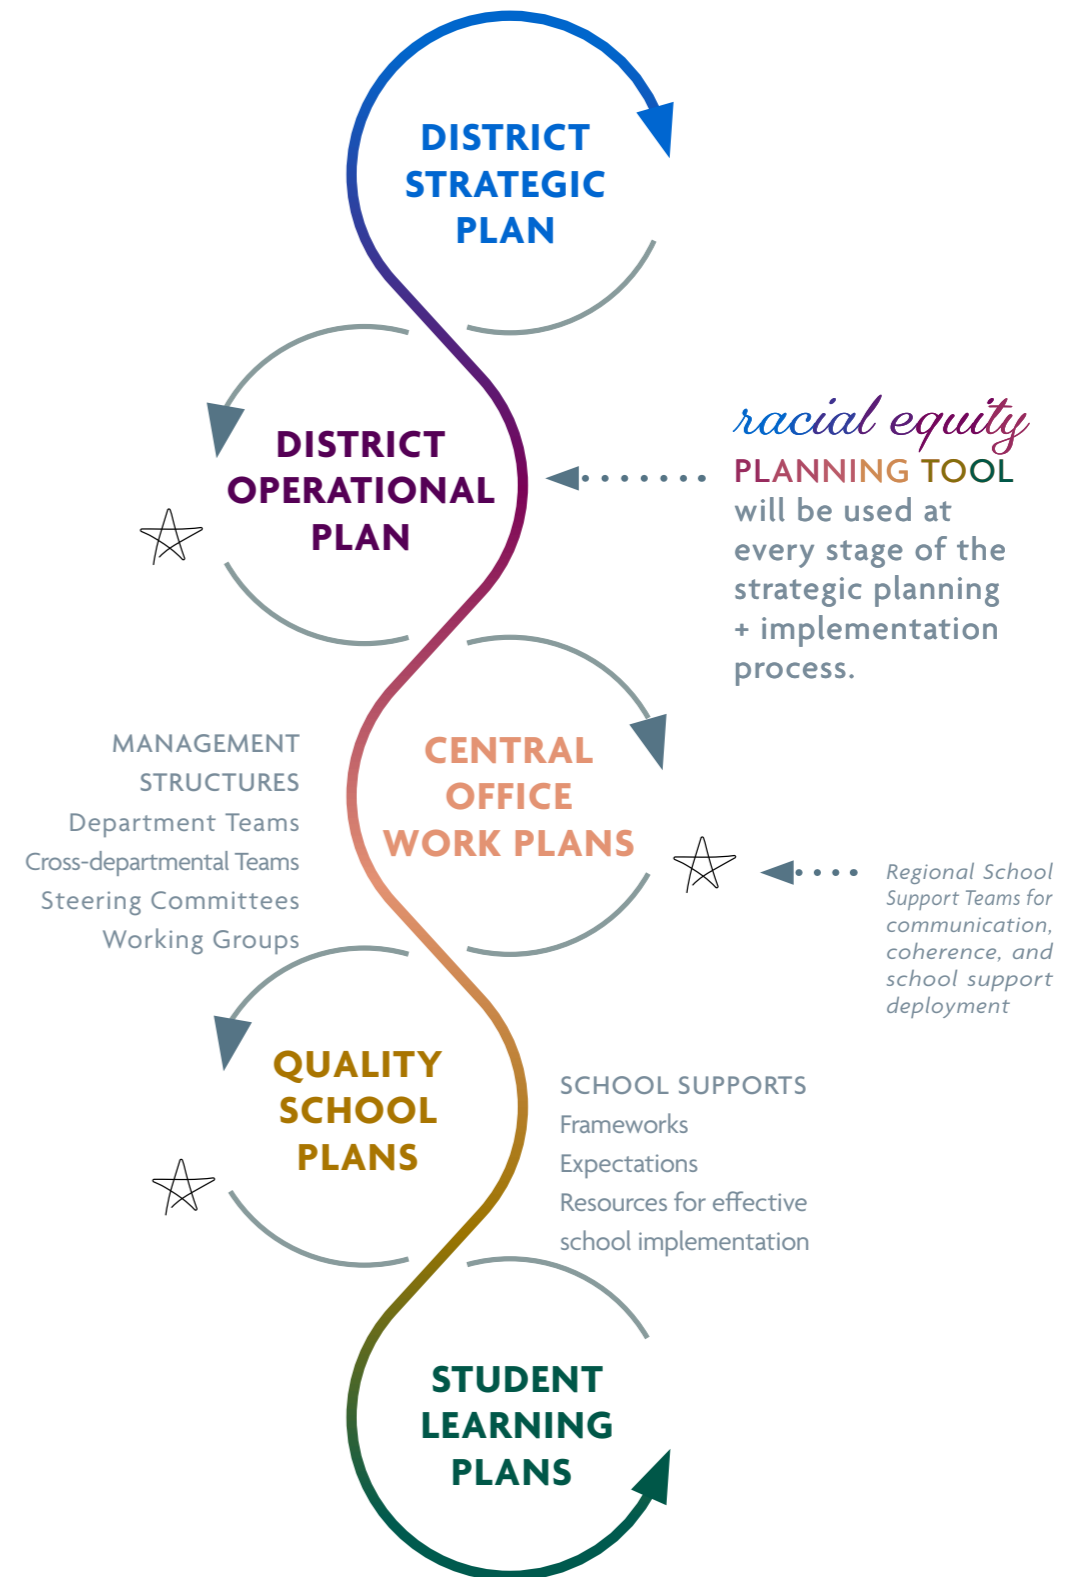 DISTRICT
STRATEGIC
PLAN
DISTRICT
OPERATIONAL
PLAN
racial equity
PLANNING TOOL
will be used at
every stage of the
strategic planning
+ implementation
process.
MANAGEMENT
STRUCTURES
Department Teams
Cross-departmental Teams
Steering Committees
Working Groups
CENTRAL
OFFICE
WORK PLANS
Regional School
Support Teams for
communication,
coherence, and
school support
deployment
QUALITY
SCHOOL
PLANS
SCHOOL SUPPORTS
Frameworks
Expectations
Resources for effective
school implementation
STUDENT
LEARNING
PLANS